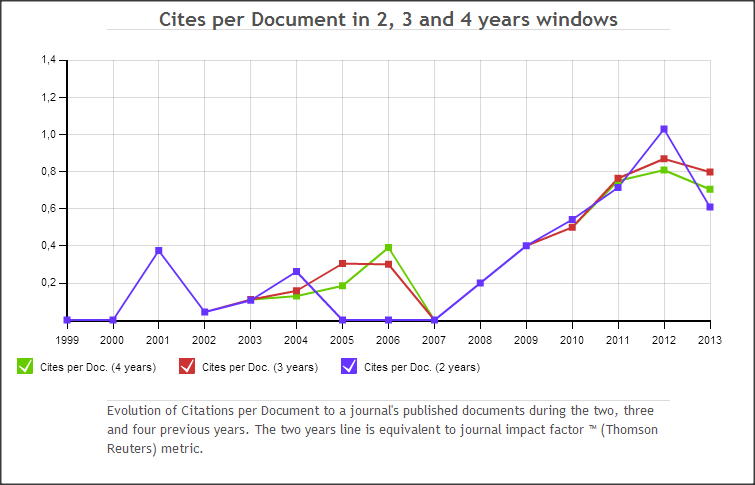 Cites per Document in 2, 3 and 4 years windows
1,4
1,2
1,0
0,8
0,6
0,4
0,2
1999 2000 2001 2002 2003 2004 2005 2006 2007 2008 2009 2010 2011 2012 2013
Cites per Doc. (4 years) Cites per Doc. (3 years) Cites per Doc. (2 years)
Evolution of Citations per Document to a journal's published documents during the two, three
and four previous years. The two years line is equivalent to journal impact factor ™ (Thomson
Reuters) metric.